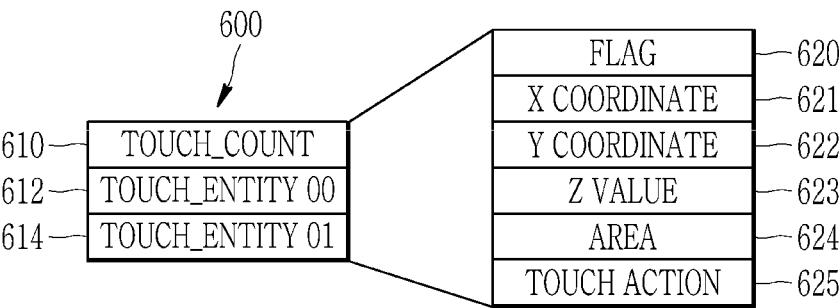 600
610 TOUCH_COUNT
612 TOUCH_ENTITY 00
614 TOUCH_ENTITY 01
FLAG 620
X COORDINATE 621
Y COORDINATE 622
Z VALUE 623
AREA 624
TOUCH ACTION 625